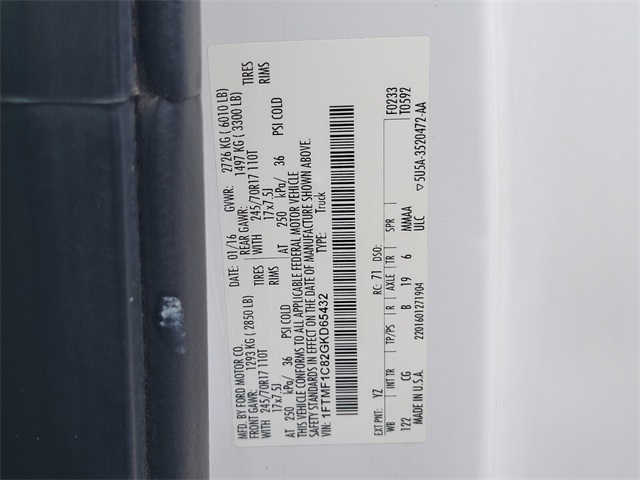 MFD. BY FORD MOTOR CO.
DATE: 01/16 GVWR: 2726 KG ( 6010 LB)
FRONT GAWR: 1293 KG ( 2850 LB) REAR GAWR: 1497 KG ( 3300 LB)
WITH 245/70R17 110T TIRES WITH 245/70R17 110T TIRES
17x7.5J RIMS 17x7.5J RIMS
AT 250 kPa/ 36 PSI COLD AT 250 kPa/ 36 PSI COLD
THIS VEHICLE CONFORMS TO ALL APPLICABLE FEDERAL MOTOR VEHICLE
SAFETY STANDARDS IN EFFECT ON THE DATE OF MANUFACTURE SHOWN ABOVE.
VIN: 1FTMF1C82GKD65432 TYPE: Truck
F0233
EXT PNT: YZ RC: 71 DSO: T0592
WB INT TR TP/PS R AXLE TR SPR
122 CG B 19 6 MMAA
MADE IN U.S.A. 2201601271904 ULC ▽5U5A-3520472-AA